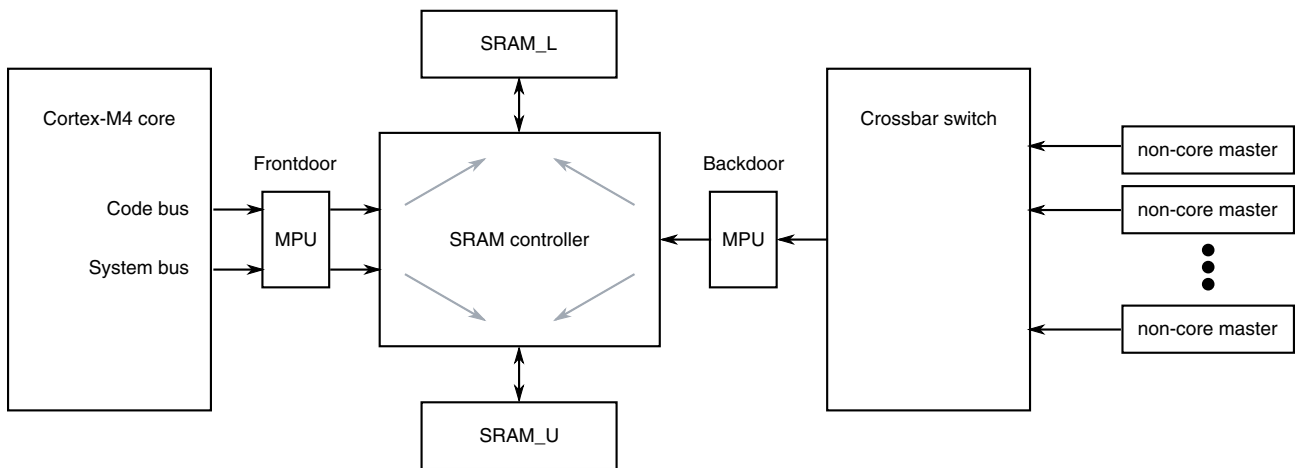 SRAM_L
Cortex-M4 core
Crossbar switch
Frontdoor
Backdoor
non-core master
Code bus
MPU
SRAM controller
MPU
non-core master
System bus
non-core master
SRAM_U